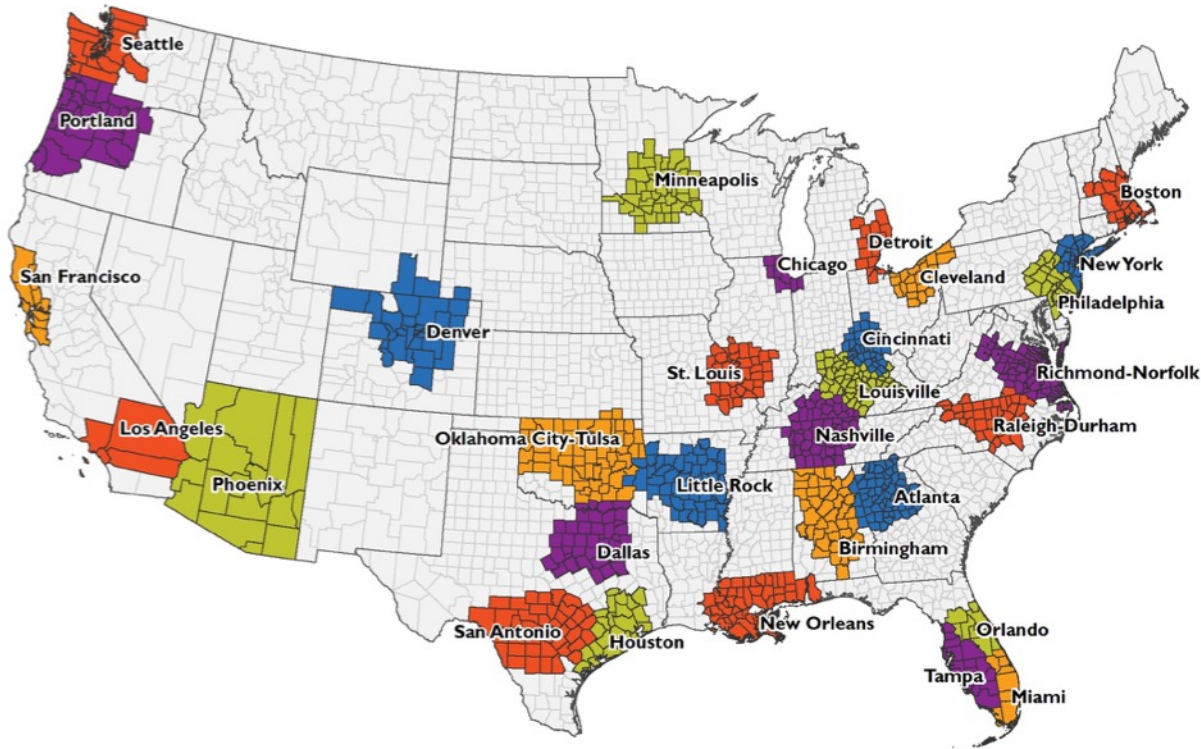 Seattle
Portland
Minneapolis
Boston
Detroit
Chicago
Cleveland
New York
San Francisco
Philadelphia
Denver
Cincinnati
St. Louis
Richmond-Norfolk
Louisville
Los Angeles
Raleigh-Durham
Oklahoma City-Tulsa
Nashville
Phoenix
Little Rock
Atlanta
Dallas
Birmingham
San Antonio
Houston
New Orleans
Orlando
Tampa
Miami